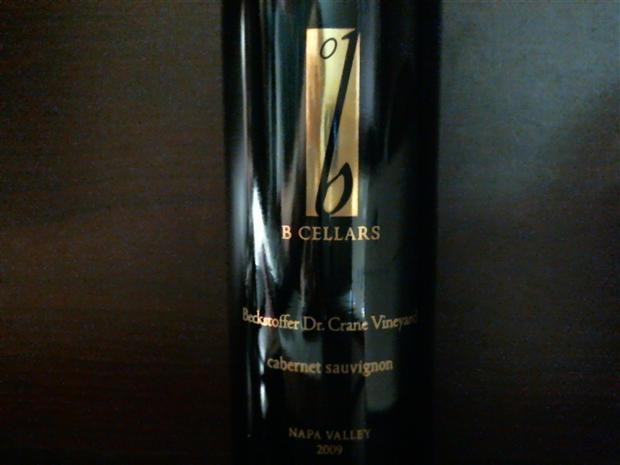 °b
B CELLARS
Beckstoffer Dr. Crane Vineyard
cabernet sauvignon
NAPA VALLEY
2009